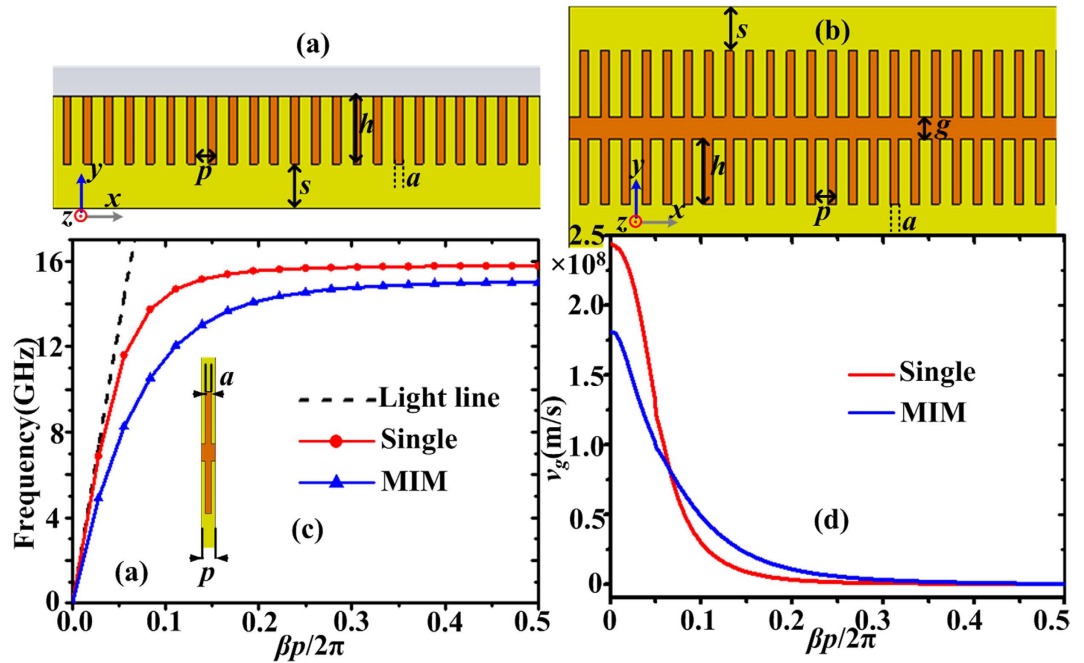 (a)
h
p
s
a
y
x
z
(b)
s
g
h
p
a
y
x
z
Frequency(GHz)
16
12
8
4
0
0.0
0.1
0.2
0.3
0.4
0.5
βp/2π
Light line
Single
MIM
a
p
(a)
(c)
v_g(m/s)
2.5
×10⁸
2.0
1.5
1.0
0.5
0
0.0
0.1
0.2
0.3
0.4
0.5
βp/2π
Single
MIM
(d)